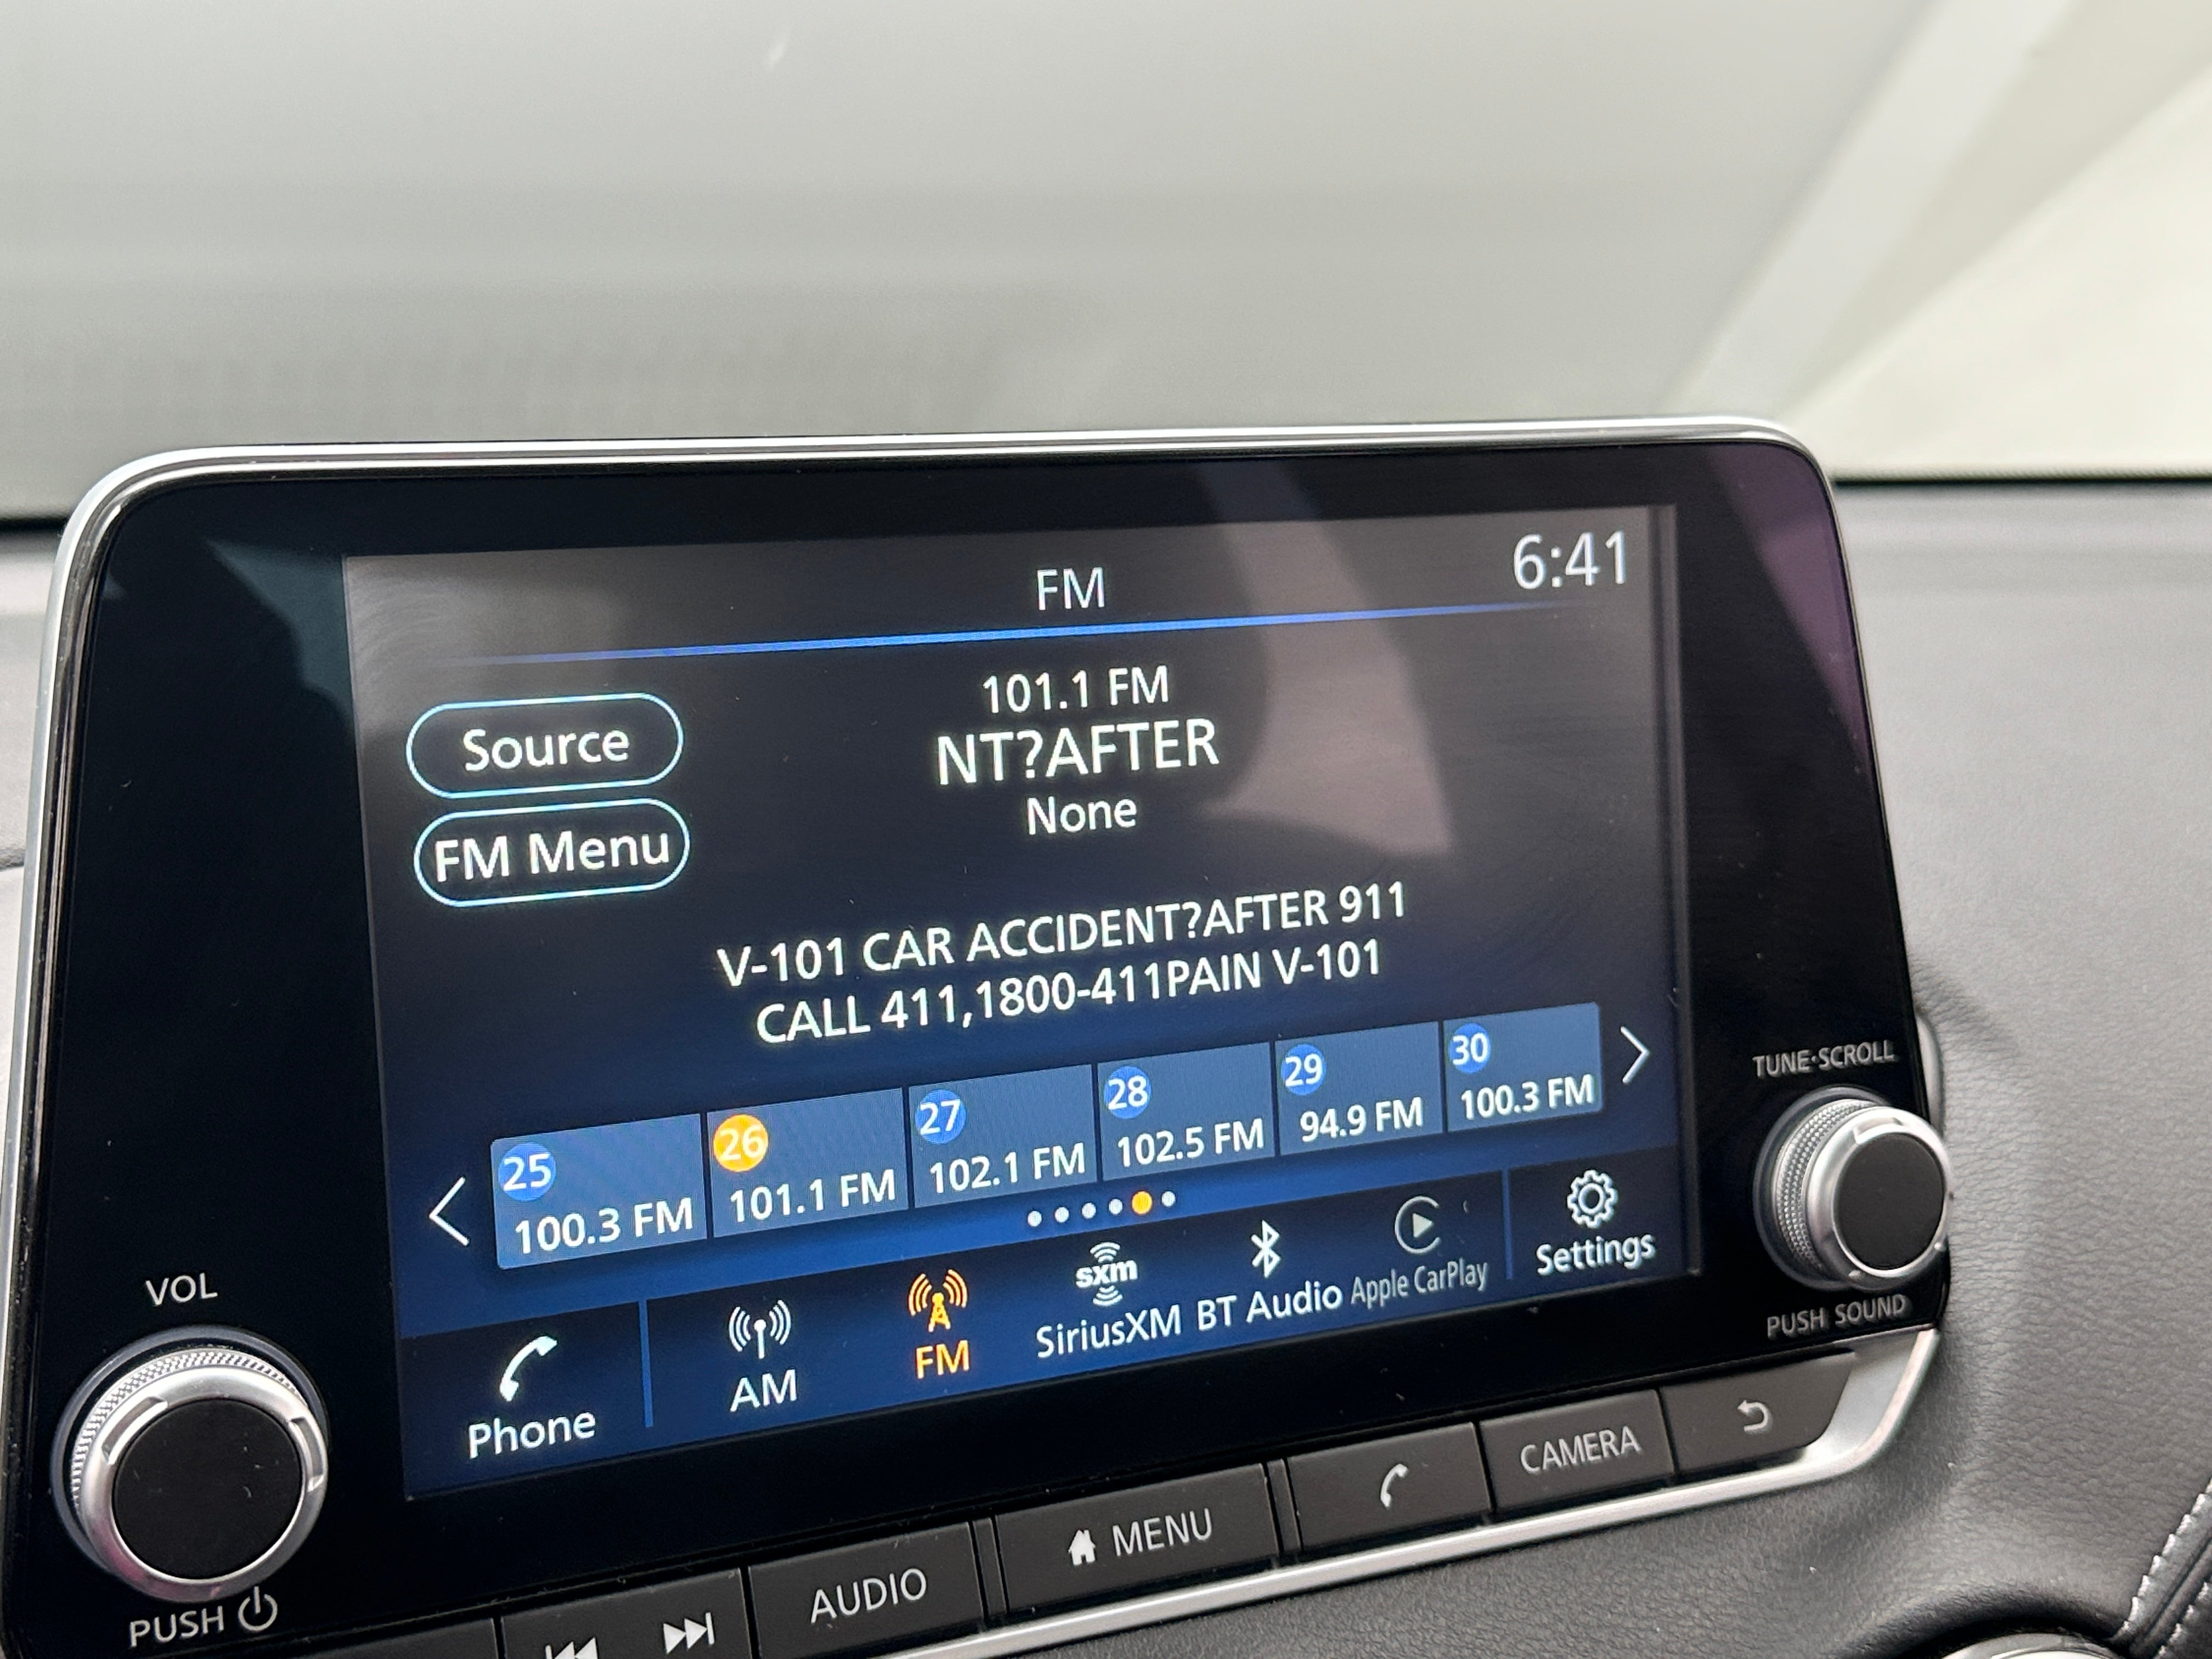 FM
6:41
101.1 FM
NT?AFTER
None
Source
FM Menu
V-101 CAR ACCIDENT?AFTER 911
CALL 411,1800-411PAIN V-101
25
100.3 FM
26
101.1 FM
27
102.1 FM
28
102.5 FM
29
94.9 FM
30
100.3 FM
Phone
AM
FM
sxm
SiriusXM
BT Audio
Apple CarPlay
Settings
VOL
PUSH
TUNE·SCROLL
PUSH SOUND
AUDIO
MENU
CAMERA